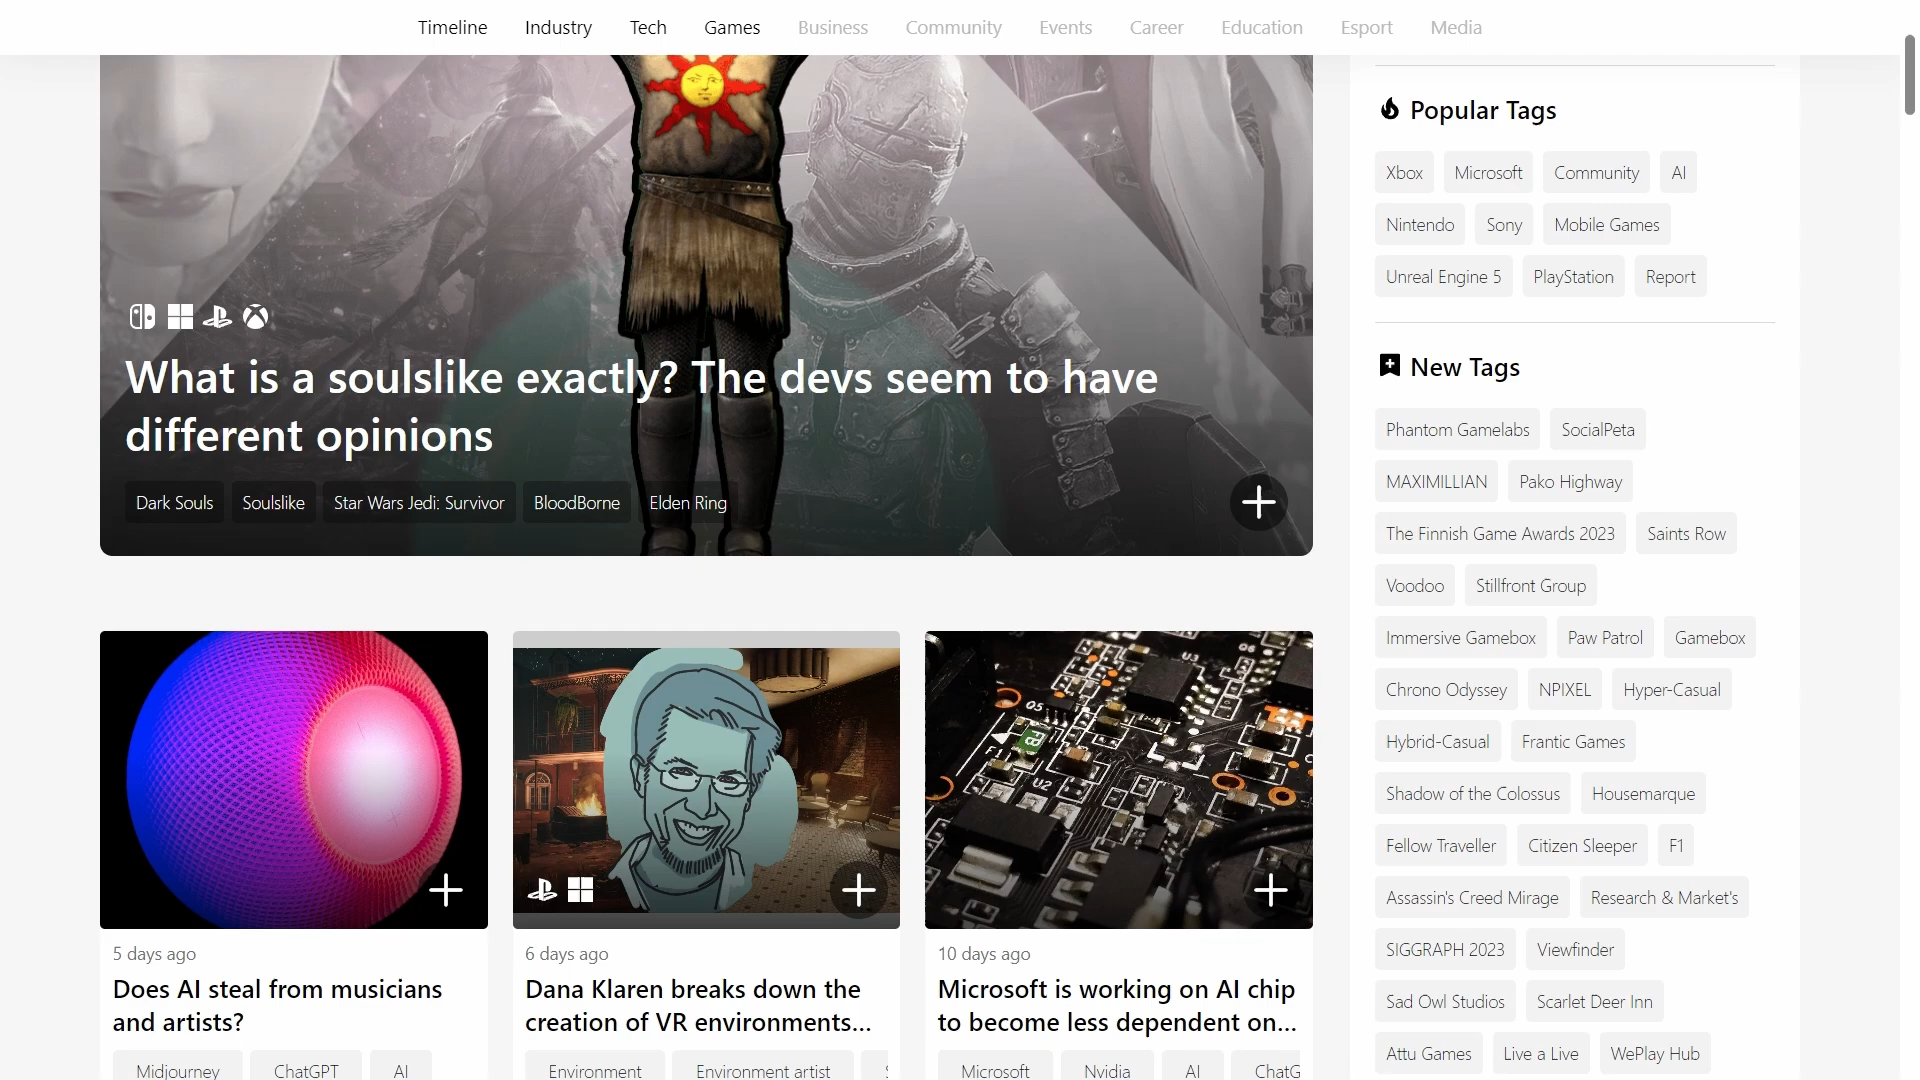 Timeline Industry Tech Games Business Community Events Career Education Esport Media
What is a soulslike exactly? The devs seem to have
different opinions
Dark Souls Soulslike Star Wars Jedi: Survivor BloodBorne Elden Ring
5 days ago
Does AI steal from musicians
and artists?
Midjourney ChatGPT AI
6 days ago
Dana Klaren breaks down the
creation of VR environments...
Environment Environment artist
U3
Q6
Q5
F1
FB
U2
10 days ago
Microsoft is working on AI chip
to become less dependent on...
Microsoft Nvidia AI ChatG
Popular Tags
Xbox Microsoft Community AI
Nintendo Sony Mobile Games
Unreal Engine 5 PlayStation Report
New Tags
Phantom Gamelabs SocialPeta
MAXIMILLIAN Pako Highway
The Finnish Game Awards 2023 Saints Row
Voodoo Stillfront Group
Immersive Gamebox Paw Patrol Gamebox
Chrono Odyssey NPIXEL Hyper-Casual
Hybrid-Casual Frantic Games
Shadow of the Colossus Housemarque
Fellow Traveller Citizen Sleeper F1
Assassin's Creed Mirage Research & Market's
SIGGRAPH 2023 Viewfinder
Sad Owl Studios Scarlet Deer Inn
Attu Games Live a Live WePlay Hub